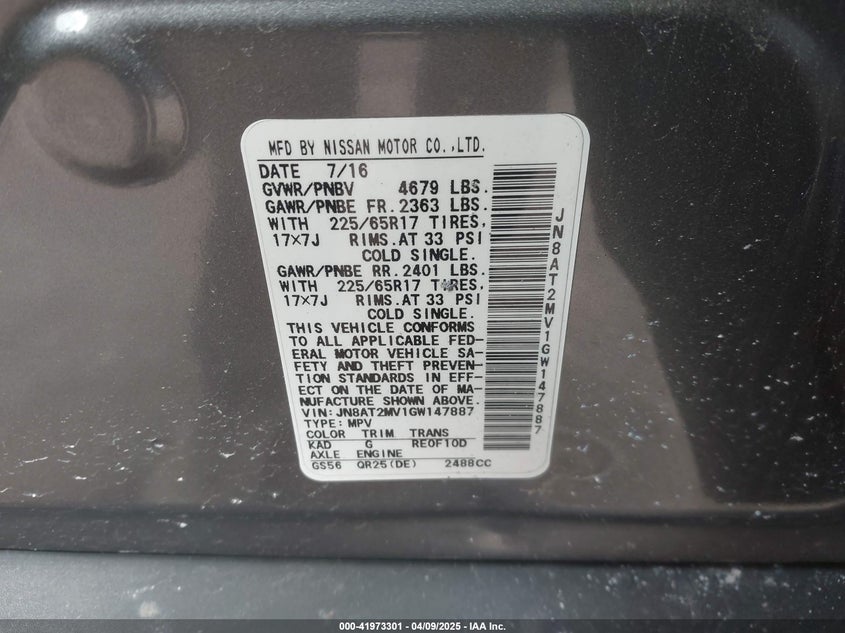 MFD BY NISSAN MOTOR CO.,LTD.
DATE 7/16
GVWR/PNBV 4679 LBS.
GAWR/PNBE FR. 2363 LBS.
WITH 225/65R17 TIRES,
17×7J RIMS.AT 33 PSI
COLD SINGLE.
GAWR/PNBE RR. 2401 LBS.
WITH 225/65R17 TIRES,
17×7J RIMS.AT 33 PSI
COLD SINGLE.
THIS VEHICLE CONFORMS
TO ALL APPLICABLE FED-
ERAL MOTOR VEHICLE SA-
FETY AND THEFT PREVEN-
TION STANDARDS IN EFF-
ECT ON THE DATE OF MA-
NUFACTURE SHOWN ABOVE.
VIN:JN8AT2MV1GW147887
TYPE:MPV
COLOR TRIM TRANS
KAD G RE0F10D
AXLE ENGINE
GS56 QR25(DE) 2488CC
JN8AT2MV1GW147887
000-41973301 | 04/09/2025 - IAA Inc.